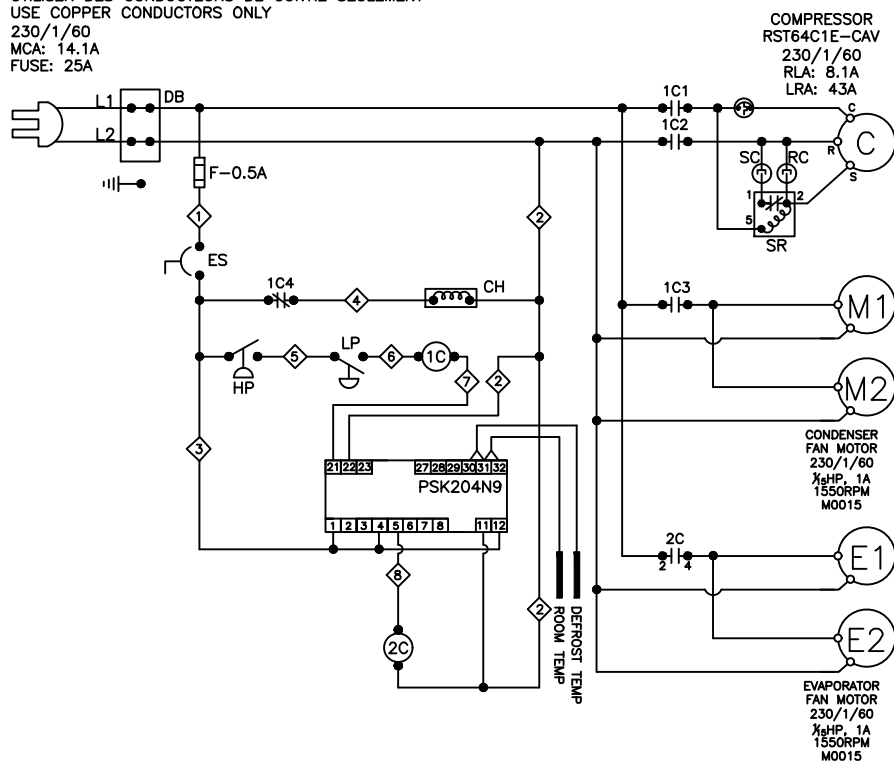 USE COPPER CONDUCTORS ONLY
230/1/60
MCA: 14.1A
FUSE: 25A
COMPRESSOR
RST64C1E-CAV
230/1/60
RLA: 8.1A
LRA: 43A
L1
DB
1C1
C
L2
1C2
R
C
S
SC
RC
1
2
5
SR
F-0.5A
1
2
ES
1C4
4
CH
1C3
M1
HP
5
LP
6
1C
7
2
M2
CONDENSER
FAN MOTOR
230/1/60
⅕HP, 1A
1550RPM
M0015
3
21 22 23
27 28 29 30 31 32
PSK204N9
1 2 3 4 5 6 7 8
11 12
8
2C
2
ROOM TEMP
DEFROST TEMP
2C
2 4
E1
E2
EVAPORATOR
FAN MOTOR
230/1/60
⅕HP, 1A
1550RPM
M0015